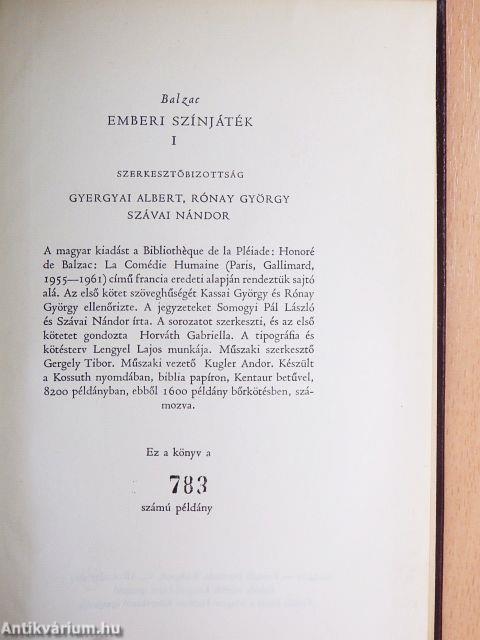 Balzac
EMBERI SZÍNJÁTÉK
I
SZERKESZTŐBIZOTTSÁG
GYERGYAI ALBERT, RÓNAY GYÖRGY
SZÁVAI NÁNDOR
A magyar kiadást a Bibliothèque de la Pléiade: Honoré
de Balzac: La Comédie Humaine (Paris, Gallimard,
1955—1961) című francia eredeti alapján rendeztük sajtó
alá. Az első kötet szöveghűségét Kassai György és Rónay
György ellenőrizte. A jegyzeteket Somogyi Pál László
és Szávai Nándor írta. A sorozatot szerkeszti, és az első
kötetet gondozta Horváth Gabriella. A tipográfia és
kötésterv Lengyel Lajos munkája. Műszaki szerkesztő
Gergely Tibor. Műszaki vezető Kugler Andor. Készült
a Kossuth nyomdában, biblia papíron, Kentaur betűvel,
8200 példányban, ebből 1600 példány bőrkötésben, szá-
mozva.
Ez a könyv a
783
számú példány
Antikvárium.hu